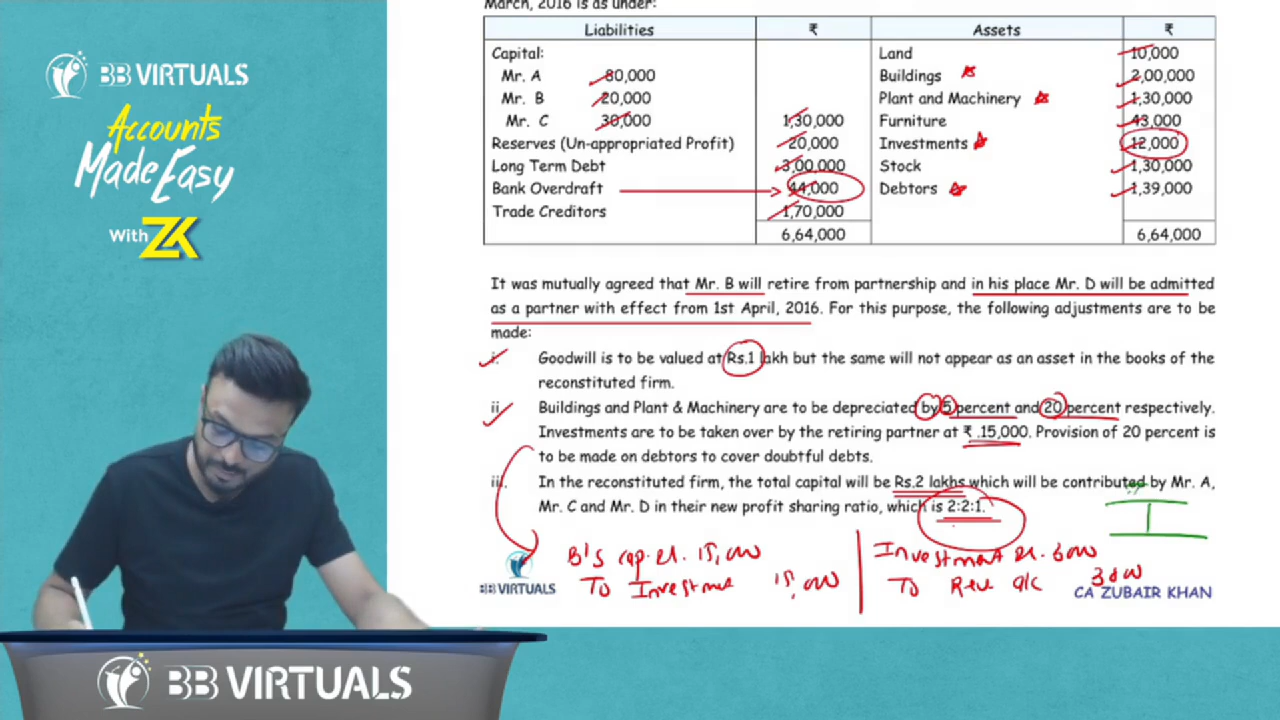 March, 2016 is as under:
Liabilities ₹ Assets ₹
Capital: Land 10,000
Mr. A 80,000 Buildings 2,00,000
Mr. B 20,000 Plant and Machinery 1,30,000
Mr. C 30,000 1,30,000 Furniture 43,000
Reserves (Un-appropriated Profit) 20,000 Investments 12,000
Long Term Debt 3,00,000 Stock 1,30,000
Bank Overdraft 44,000 Debtors 1,39,000
Trade Creditors 1,70,000
6,64,000 6,64,000
It was mutually agreed that Mr. B will retire from partnership and in his place Mr. D will be admitted
as a partner with effect from 1st April, 2016. For this purpose, the following adjustments are to be
made:
i. Goodwill is to be valued at Rs.1 lakh but the same will not appear as an asset in the books of the
reconstituted firm.
ii. Buildings and Plant & Machinery are to be depreciated by 5 percent and 20 percent respectively.
Investments are to be taken over by the retiring partner at ₹ .15,000. Provision of 20 percent is
to be made on debtors to cover doubtful debts.
iii. In the reconstituted firm, the total capital will be Rs.2 lakhs which will be contributed by Mr. A,
Mr. C and Mr. D in their new profit sharing ratio, which is 2:2:1.
B's cap. 15,000
To Investment 15,000
Investment 3000
To Rev a/c 3000
BB VIRTUALS
CA ZUBAIR KHAN
BB VIRTUALS
Accounts
Made Easy
With ZK
BB VIRTUALS